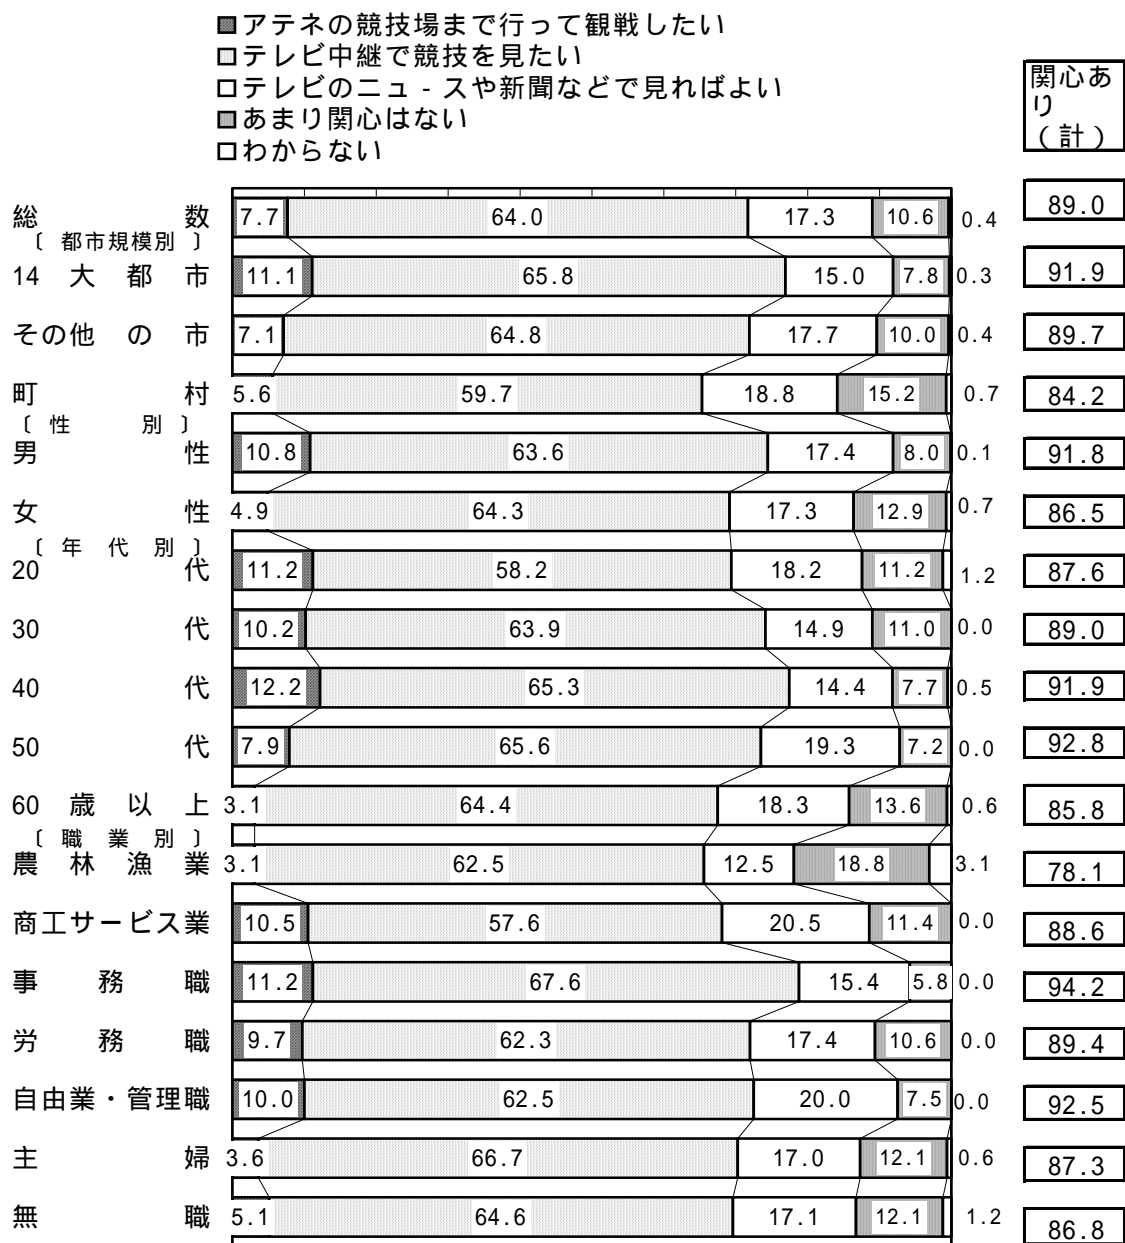 アテネの競技場まで行って観戦したい
テレビ中継で競技を見たい
テレビのニュ - スや新聞などで見ればよい
あまり関心はない
わからない
関心あ
り
（計）
総 数 7.7 64.0 17.3 10.6 0.4 89.0
〔 都市規模別 〕
14 大 都 市 11.1 65.8 15.0 7.8 0.3 91.9
その他 の 市 7.1 64.8 17.7 10.0 0.4 89.7
町 村 5.6 59.7 18.8 15.2 0.7 84.2
〔 性 別 〕
男 性 10.8 63.6 17.4 8.0 0.1 91.8
女 性 4.9 64.3 17.3 12.9 0.7 86.5
〔 年 代 別 〕
20 代 11.2 58.2 18.2 11.2 1.2 87.6
30 代 10.2 63.9 14.9 11.0 0.0 89.0
40 代 12.2 65.3 14.4 7.7 0.5 91.9
50 代 7.9 65.6 19.3 7.2 0.0 92.8
60 歳 以 上 3.1 64.4 18.3 13.6 0.6 85.8
〔 職 業 別 〕
農 林 漁 業 3.1 62.5 12.5 18.8 3.1 78.1
商工サービス業 10.5 57.6 20.5 11.4 0.0 88.6
事 務 職 11.2 67.6 15.4 5.8 0.0 94.2
労 務 職 9.7 62.3 17.4 10.6 0.0 89.4
自由業・管理職 10.0 62.5 20.0 7.5 0.0 92.5
主 婦 3.6 66.7 17.0 12.1 0.6 87.3
無 職 5.1 64.6 17.1 12.1 1.2 86.8